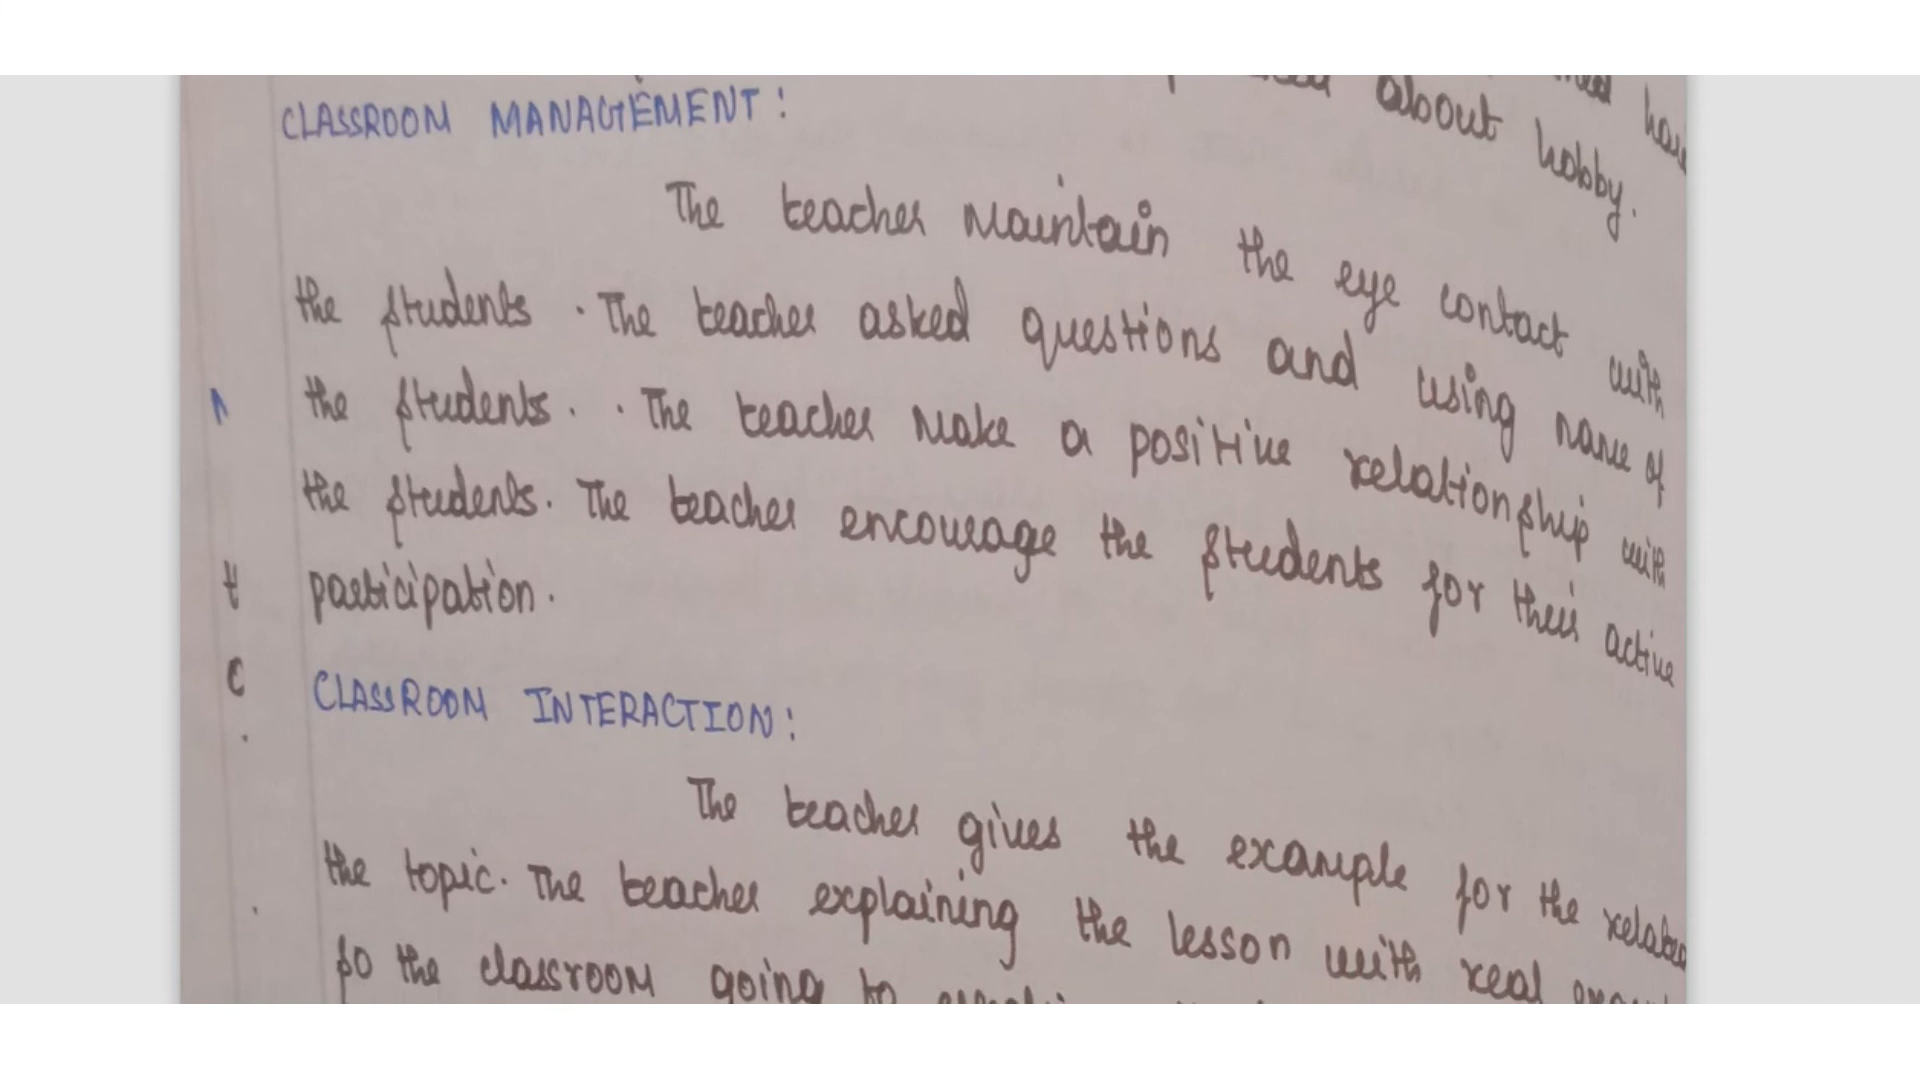 about hobby.
CLASSROOM MANAGEMENT:
The teacher maintain the eye contact with
the students. The teacher asked questions and using name of
the students. . The teacher make a positive relationship with
the students. The teacher encourage the students for their active
participation.
CLASSROOM INTERACTION:
The teacher gives the example for the related
the topic. The teacher explaining the lesson with real
so the classroom going to